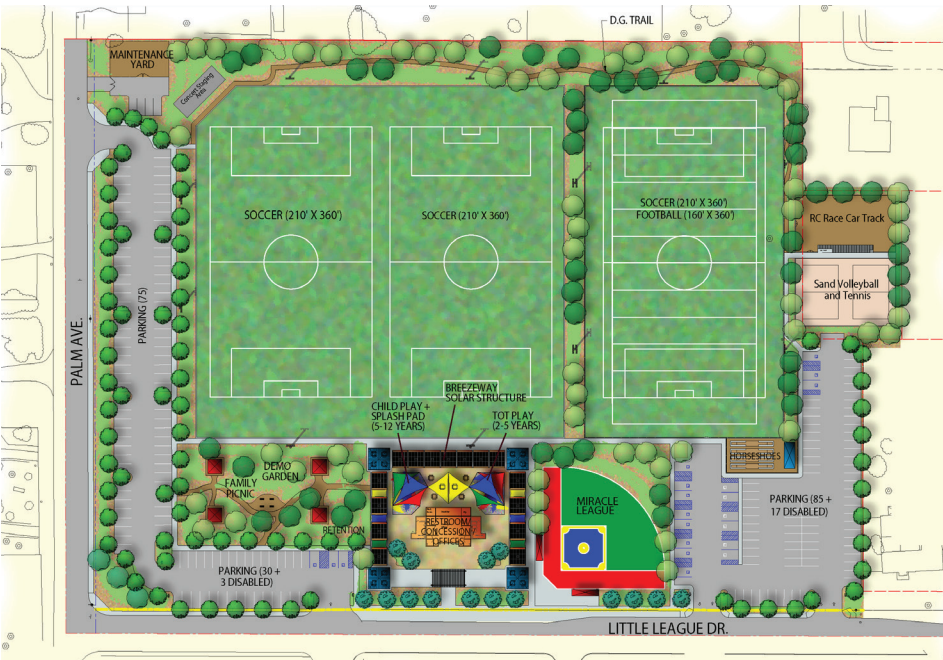 D.G. TRAIL
MAINTENANCE
YARD
Concert Staging
Area
SOCCER (210' X 360')
SOCCER (210' X 360')
SOCCER (210' X 360')
FOOTBALL (160' X 360')
RC Race Car Track
Sand Volleyball
and Tennis
PARKING (75)
PALM AVE.
BREEZEWAY
SOLAR STRUCTURE
CHILD PLAY +
SPLASH PAD
(5-12 YEARS)
TOT PLAY
(2-5 YEARS)
DEMO
GARDEN
FAMILY
PICNIC
RETENTION
RESTROOM/
CONCESSION /
OFFICES
MIRACLE
LEAGUE
HORSESHOES
PARKING (85 +
17 DISABLED)
PARKING (30 +
3 DISABLED)
LITTLE LEAGUE DR.